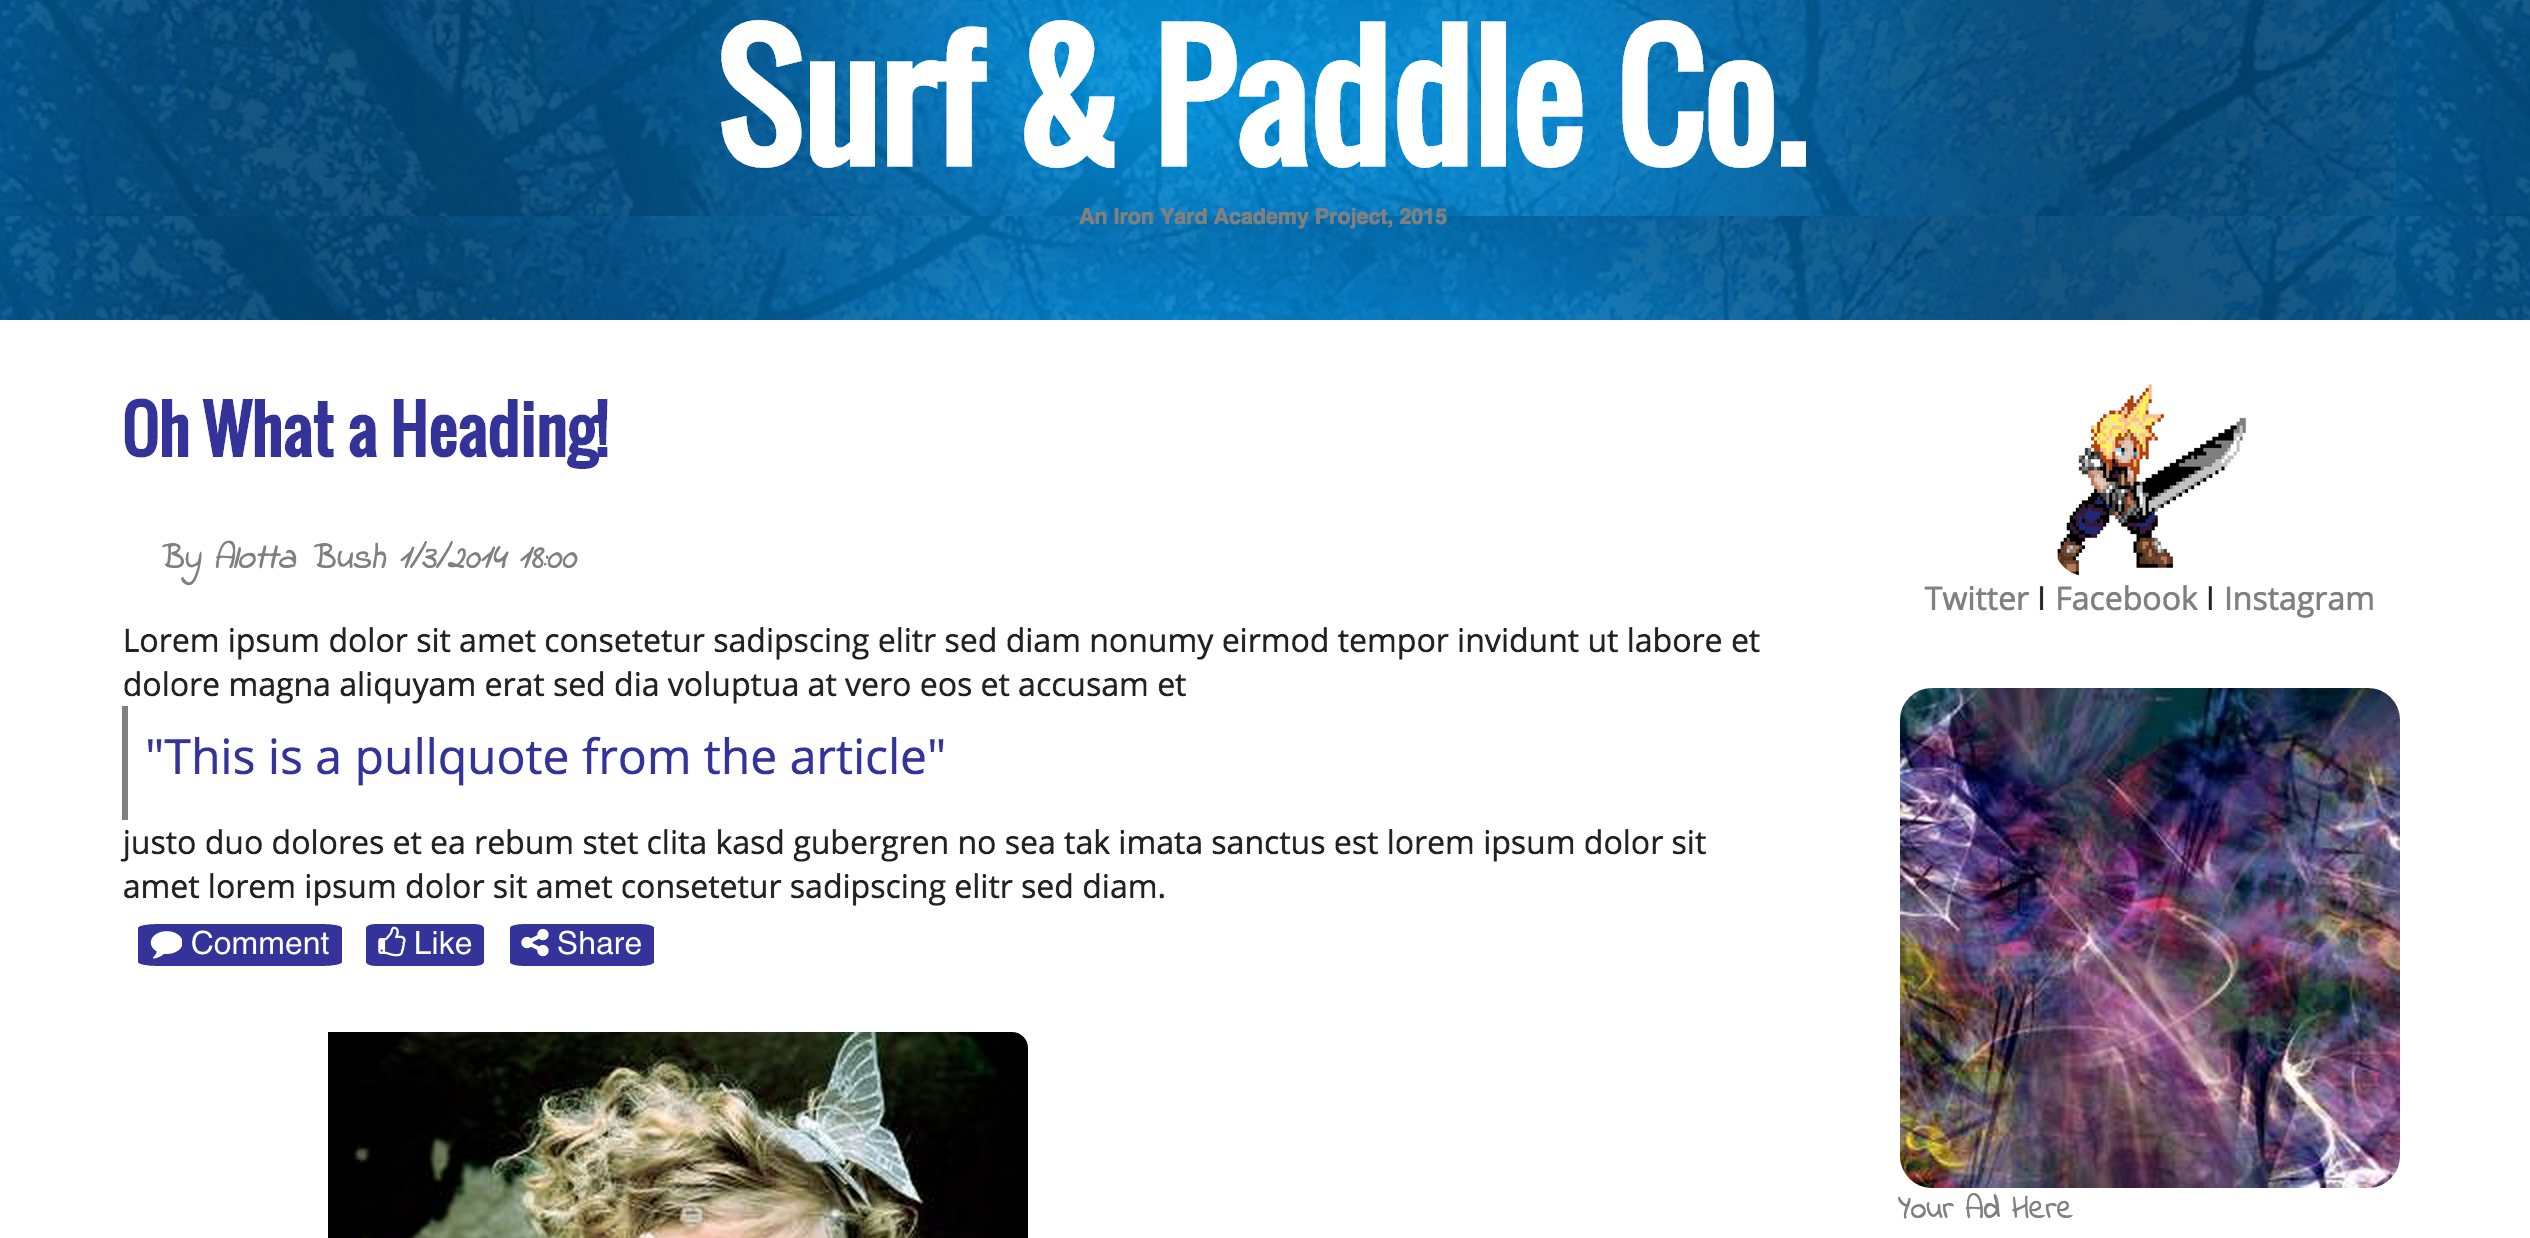 Surf & Paddle Co.
An Iron Yard Academy Project, 2015
Oh What a Heading!
By Alotta Bush 1/3/2014 18:00
Lorem ipsum dolor sit amet consetetur sadipscing elitr sed diam nonumy eirmod tempor invidunt ut labore et
dolore magna aliquyam erat sed dia voluptua at vero eos et accusam et
"This is a pullquote from the article"
justo duo dolores et ea rebum stet clita kasd gubergren no sea tak imata sanctus est lorem ipsum dolor sit
amet lorem ipsum dolor sit amet consetetur sadipscing elitr sed diam.
Comment Like Share
Twitter | Facebook | Instagram
Your Ad Here